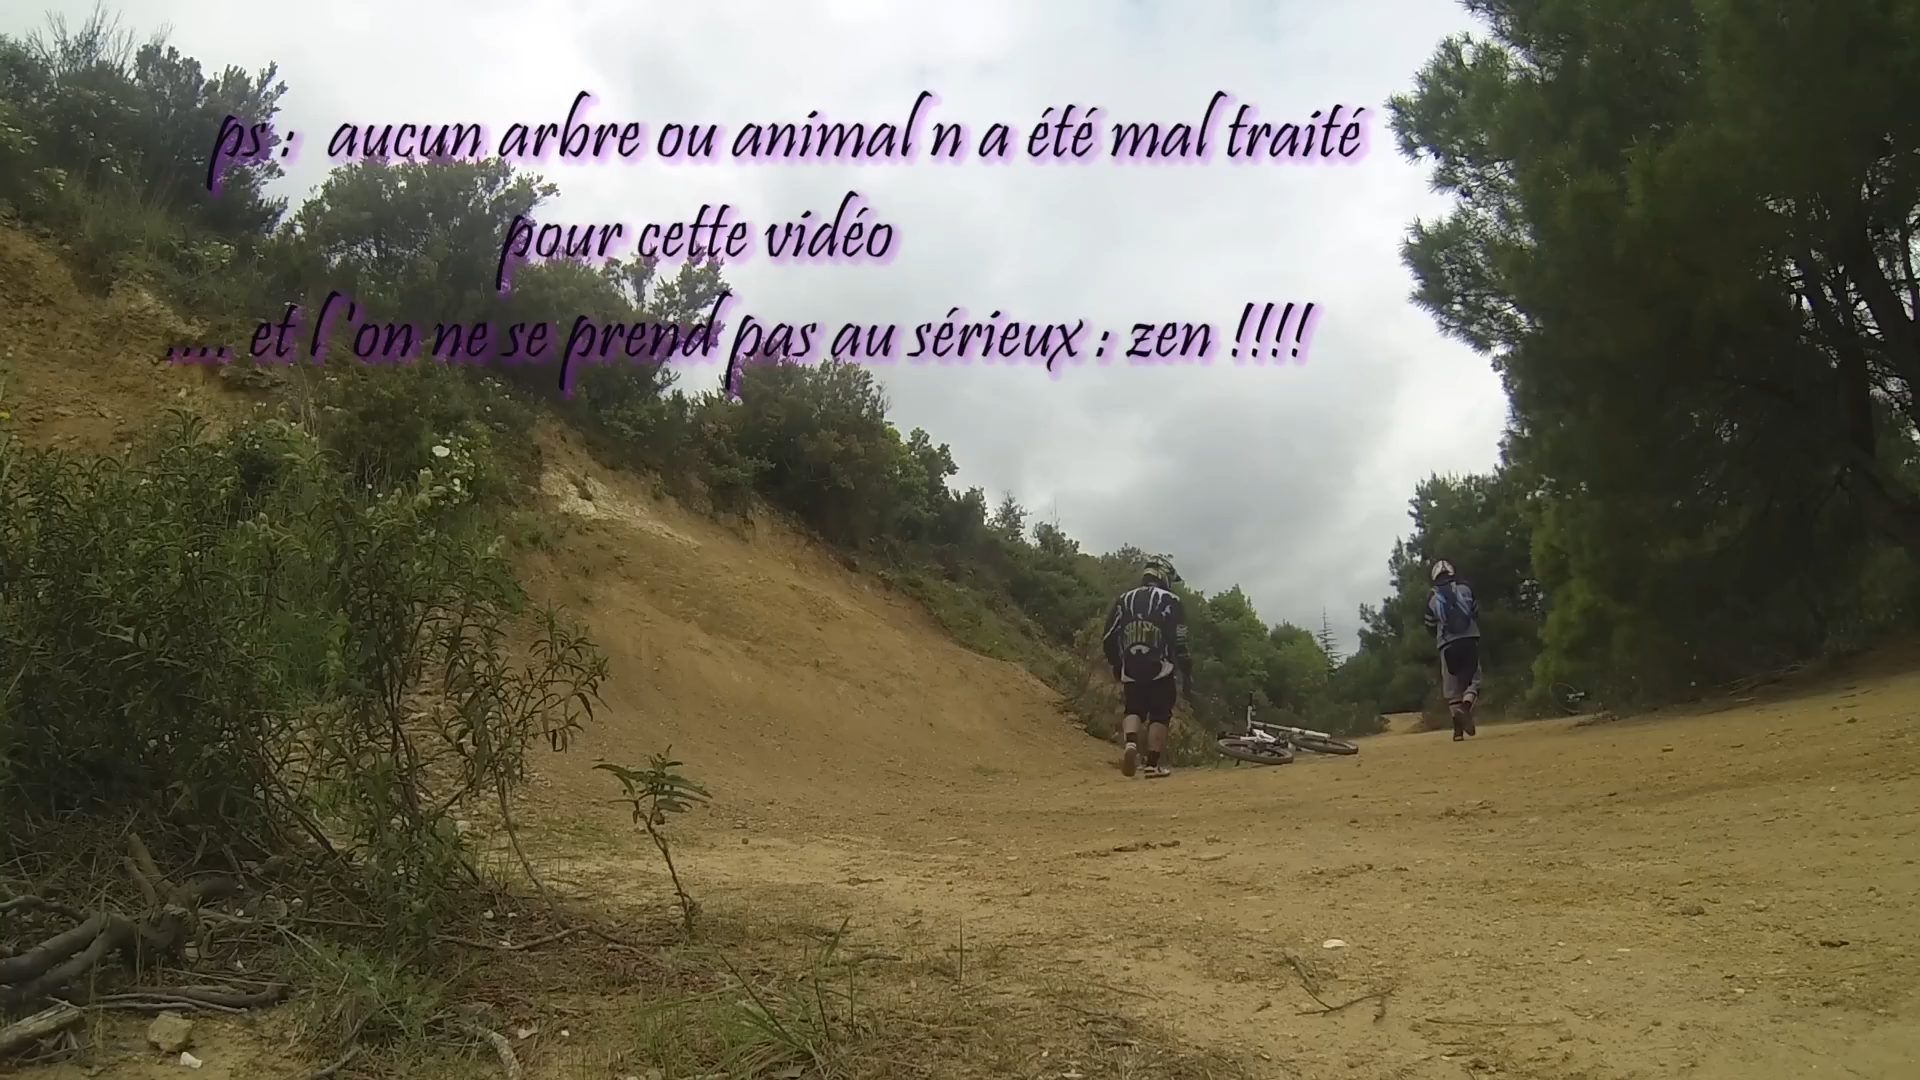 ps : aucun arbre ou animal n a été mal traité
pour cette vidéo
.... et l'on ne se prend pas au sérieux : zen !!!!
SHIFT